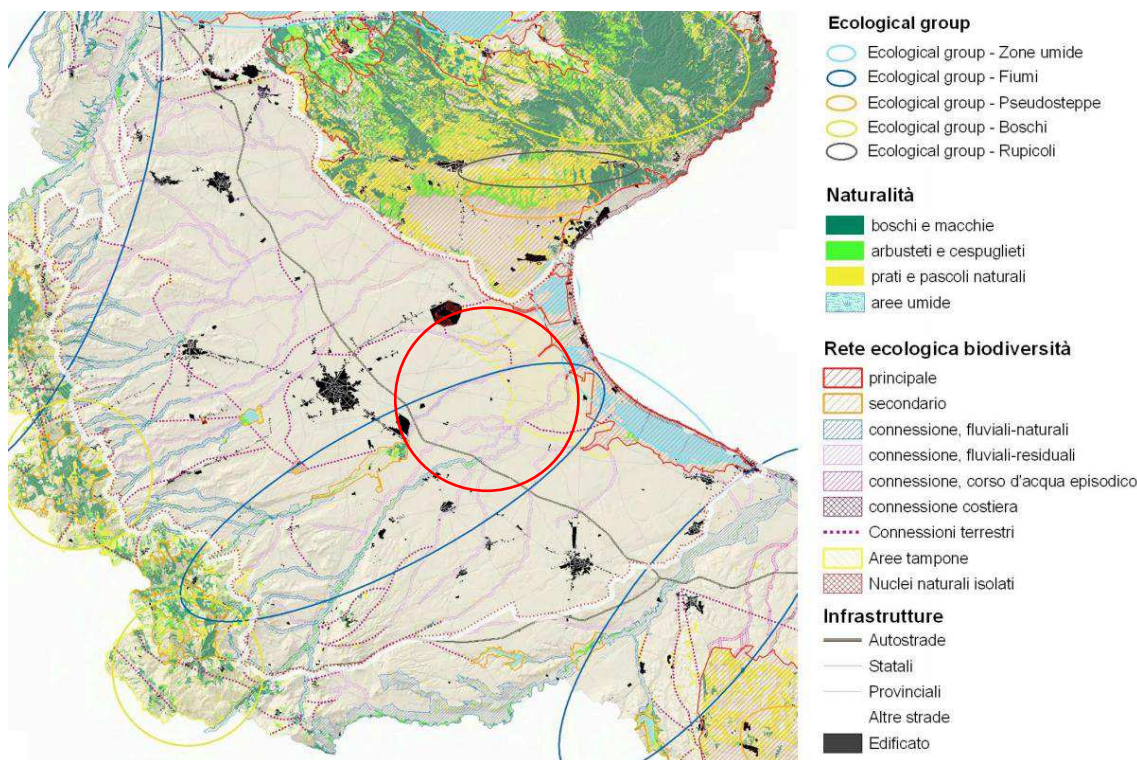 Ecological group
Ecological group - Zone umide
Ecological group - Fiumi
Ecological group - Pseudosteppe
Ecological group - Boschi
Ecological group - Rupicoli
Naturalità
boschi e macchie
arbusteti e cespuglieti
prati e pascoli naturali
aree umide
Rete ecologica biodiversità
principale
secondario
connessione, fluviali-naturali
connessione, fluviali-residuali
connessione, corso d'acqua episodico
connessione costiera
Connessioni terrestri
Aree tampone
Nuclei naturali isolati
Infrastrutture
Autostrade
Statali
Provinciali
Altre strade
Edificato